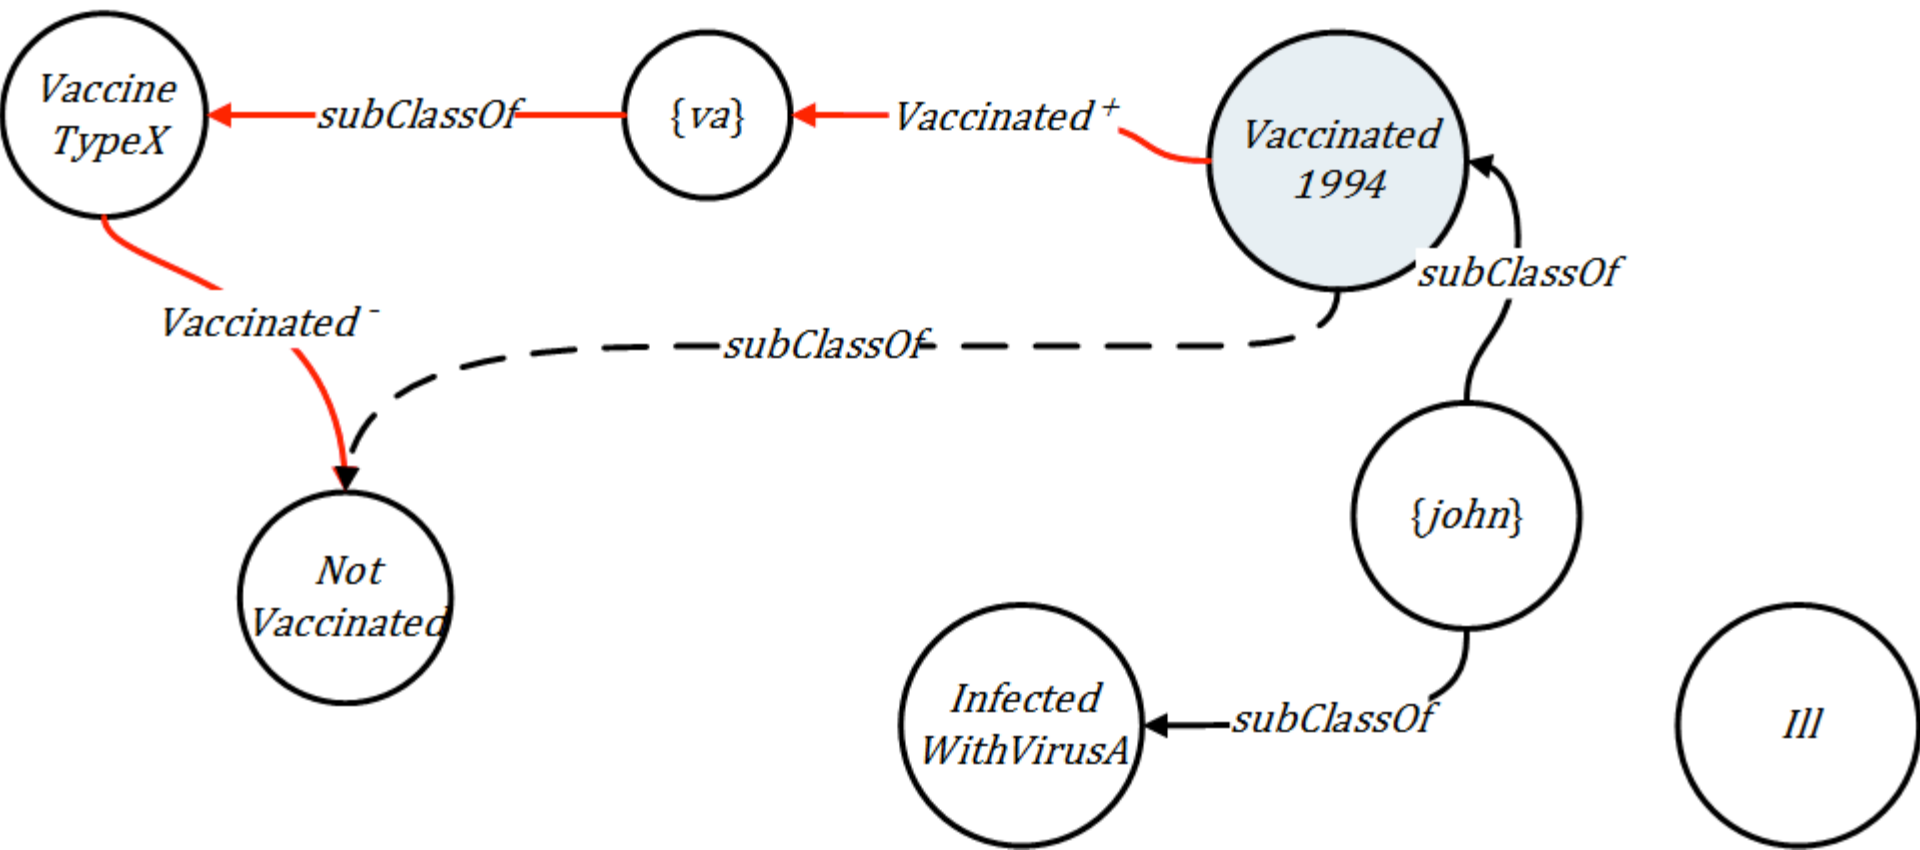 Vaccine
TypeX
subClassOf
{va}
Vaccinated⁺
Vaccinated
1994
subClassOf
Vaccinated⁻
subClassOf
{john}
Not
Vaccinated
Infected
WithVirusA
subClassOf
Ill